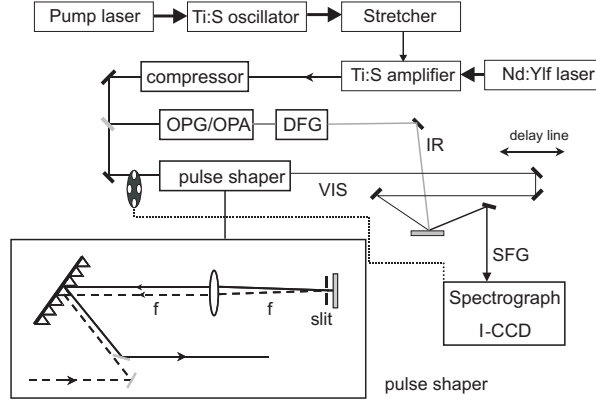 Pump laser
Ti:S oscillator
Stretcher
compressor
Ti:S amplifier
Nd:Ylf laser
OPG/OPA
DFG
IR
delay line
pulse shaper
VIS
SFG
Spectrograph
I-CCD
f
f
slit
pulse shaper